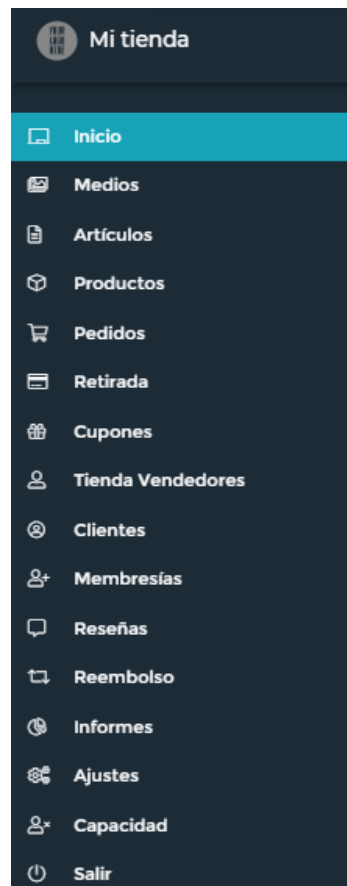 Mi tienda
Inicio
Medios
Artículos
Productos
Pedidos
Retirada
Cupones
Tienda Vendedores
Clientes
Membresías
Reseñas
Reembolso
Informes
Ajustes
Capacidad
Salir